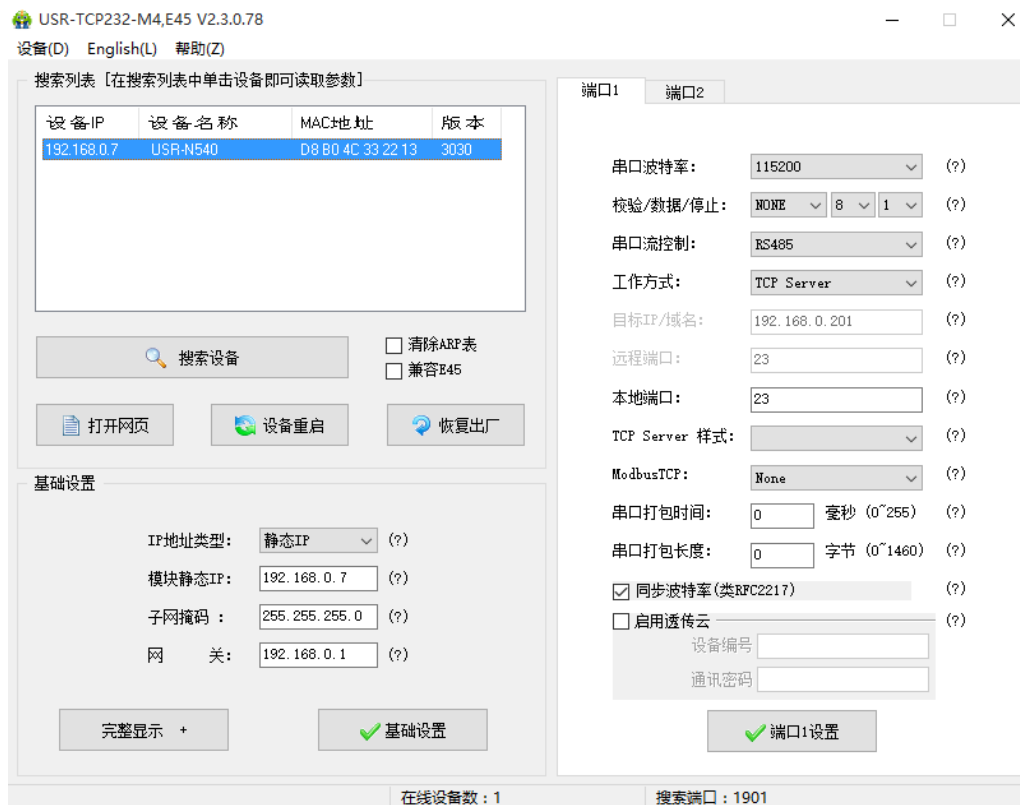 USR-TCP232-M4,E45 V2.3.0.78
设备(D) English(L) 帮助(Z)
搜索列表 [在搜索列表中单击设备即可读取参数]
设备IP 设备名称 MAC地址 版本
192.168.0.7 USR-N540 D8 B0 4C 33 22 13 3030
搜索设备
清除ARP表
兼容E45
打开网页 设备重启 恢复出厂
基础设置
IP地址类型: 静态IP (?)
模块静态IP: 192.168.0.7 (?)
子网掩码 : 255.255.255.0 (?)
网 关: 192.168.0.1 (?)
完整显示 + 基础设置
端口1 端口2
串口波特率: 115200 (?)
校验/数据/停止: NONE 8 1 (?)
串口流控制: RS485 (?)
工作方式: TCP Server (?)
目标IP/域名: 192.168.0.201 (?)
远程端口: 23 (?)
本地端口: 23 (?)
TCP Server 样式: (?)
ModbusTCP: None (?)
串口打包时间: 0 毫秒 (0~255) (?)
串口打包长度: 0 字节 (0~1460) (?)
同步波特率(类RFC2217) (?)
启用透传云 (?)
设备编号
通讯密码
端口1设置
在线设备数：1 搜索端口：1901